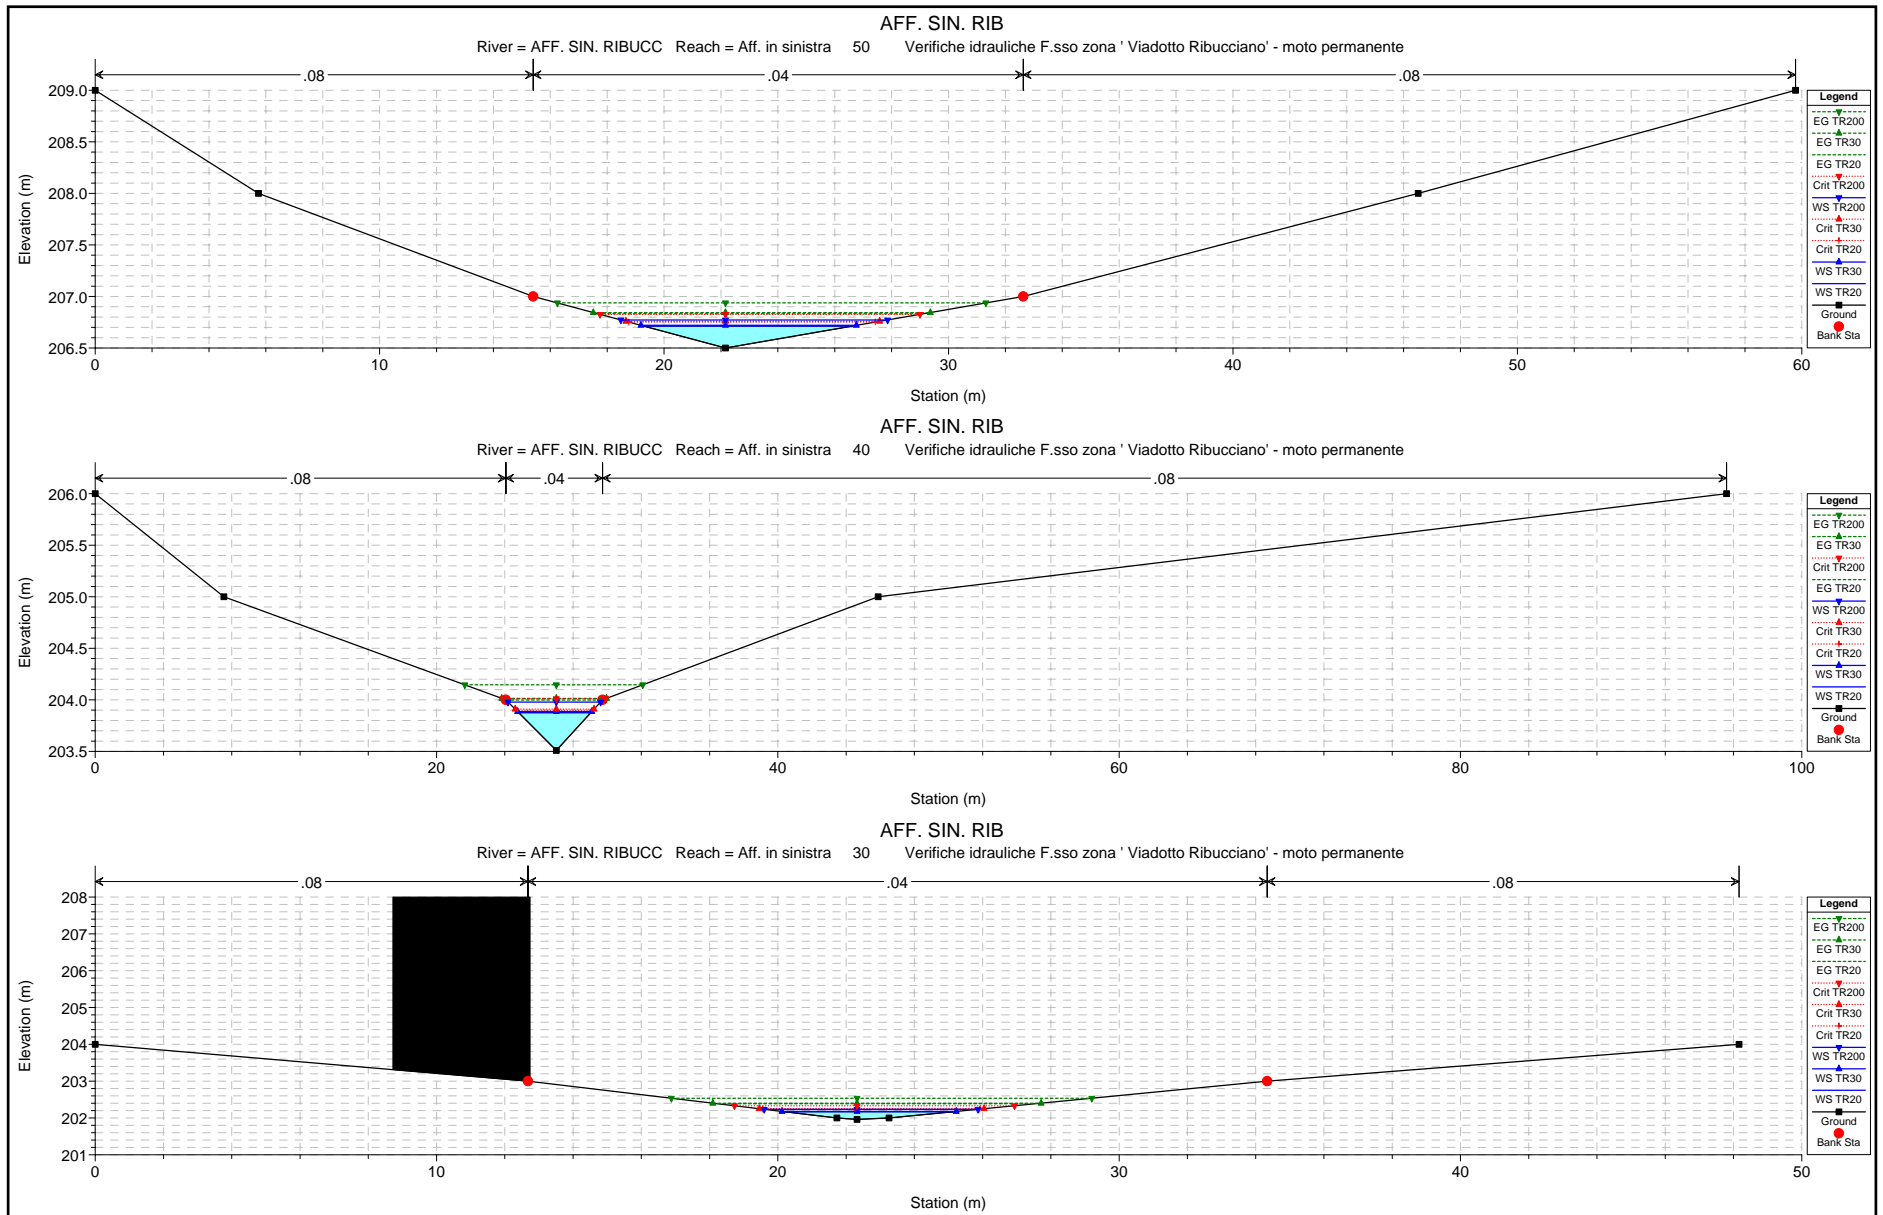 AFF. SIN. RIB
River = AFF. SIN. RIBUCC Reach = Aff. in sinistra 50 Verifiche idrauliche F.sso zona ' Viadotto Ribucciano' - moto permanente
.08 .04 .08
209.0
208.5
208.0
207.5
207.0
206.5
Elevation (m)
0 10 20 30 40 50 60
Station (m)
Legend
EG TR200
EG TR30
EG TR20
Crit TR200
WS TR200
Crit TR30
Crit TR20
WS TR30
WS TR20
Ground
Bank Sta
AFF. SIN. RIB
River = AFF. SIN. RIBUCC Reach = Aff. in sinistra 40 Verifiche idrauliche F.sso zona ' Viadotto Ribucciano' - moto permanente
.08 .04 .08
206.0
205.5
205.0
204.5
204.0
203.5
Elevation (m)
0 20 40 60 80 100
Station (m)
Legend
EG TR200
EG TR30
Crit TR200
EG TR20
WS TR200
Crit TR30
Crit TR20
WS TR30
WS TR20
Ground
Bank Sta
AFF. SIN. RIB
River = AFF. SIN. RIBUCC Reach = Aff. in sinistra 30 Verifiche idrauliche F.sso zona ' Viadotto Ribucciano' - moto permanente
.08 .04 .08
208
207
206
205
204
203
202
201
Elevation (m)
0 10 20 30 40 50
Station (m)
Legend
EG TR200
EG TR30
EG TR20
Crit TR200
Crit TR30
Crit TR20
WS TR200
WS TR30
WS TR20
Ground
Bank Sta